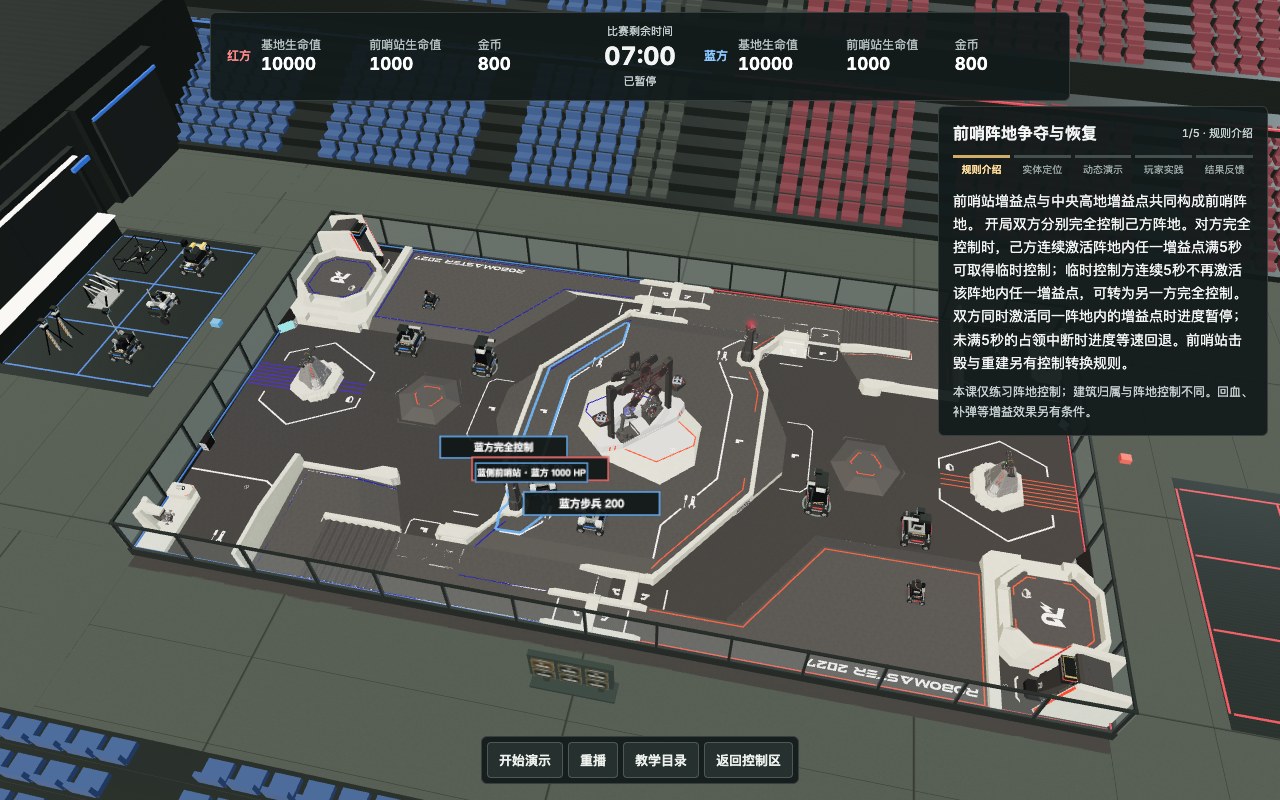 比赛剩余时间
红方
基地生命值
10000
前哨站生命值
1000
金币
800
07:00
已暂停
蓝方
基地生命值
10000
前哨站生命值
1000
金币
800
前哨阵地争夺与恢复
1/5 · 规则介绍
规则介绍 实体定位 动态演示 玩家实践 结果反馈
前哨站增益点与中央高地增益点共同构成前哨阵
地。 开局双方分别完全控制己方阵地。对方完全
控制时，己方连续激活阵地内任一增益点满5秒
可取得临时控制；临时控制方连续5秒不再激活
该阵地内任一增益点，可转为另一方完全控制。
双方同时激活同一阵地内的增益点时进度暂停；
未满5秒的占领中断时进度等速回退。前哨站击
毁与重建另有控制转换规则。
本课仅练习阵地控制；建筑归属与阵地控制不同。回血、
补弹等增益效果另有条件。
ROBOMASTER 2027
蓝方完全控制
蓝侧前哨站 · 蓝方 1000 HP
蓝方步兵 200
ROBOMASTER 2027
开始演示 重播 教学目录 返回控制区